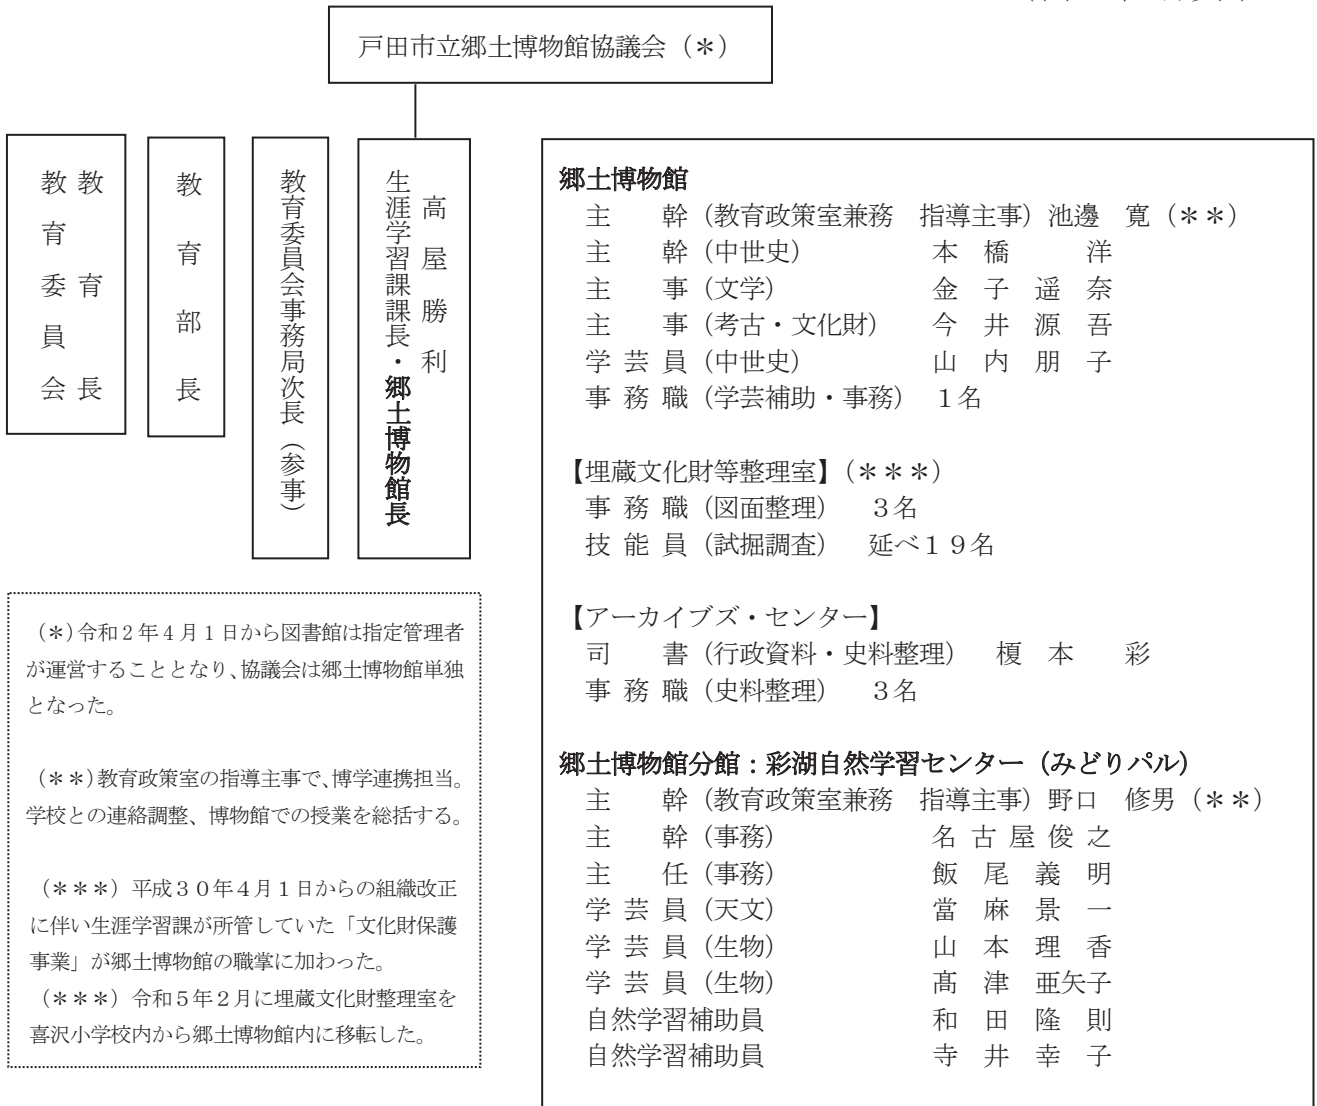 戸田市立郷土博物館協議会（＊）
教育長
教育委員会
教育部長
教育委員会事務局次長（参事）
高屋勝利
生涯学習課課長・郷土博物館長
郷土博物館
主　　幹（教育政策室兼務　指導主事）池邊　寛（＊＊）
主　　幹（中世史）　本橋　洋
主　　事（文学）　金子遥奈
主　　事（考古・文化財）　今井源吾
学芸員（中世史）　山内朋子
事務職（学芸補助・事務）　１名
【埋蔵文化財等整理室】（＊＊＊）
事務職（図面整理）　３名
技能員（試掘調査）　延べ１９名
【アーカイブズ・センター】
司　　書（行政資料・史料整理）　榎本　彩
事務職（史料整理）　３名
郷土博物館分館：彩湖自然学習センター（みどりパル）
主　　幹（教育政策室兼務　指導主事）野口　修男（＊＊）
主　　幹（事務）　名古屋俊之
主　　任（事務）　飯尾義明
学芸員（天文）　當麻景一
学芸員（生物）　山本理香
学芸員（生物）　髙津　亜矢子
自然学習補助員　和田隆則
自然学習補助員　寺井幸子
（＊）令和２年４月１日から図書館は指定管理者
が運営することとなり、協議会は郷土博物館単独
となった。
（＊＊）教育政策室の指導主事で、博学連携担当。
学校との連絡調整、博物館での授業を総括する。
（＊＊＊）平成３０年４月１日からの組織改正
に伴い生涯学習課が所管していた「文化財保護
事業」が郷土博物館の職掌に加わった。
（＊＊＊）令和５年２月に埋蔵文化財整理室を
喜沢小学校内から郷土博物館内に移転した。